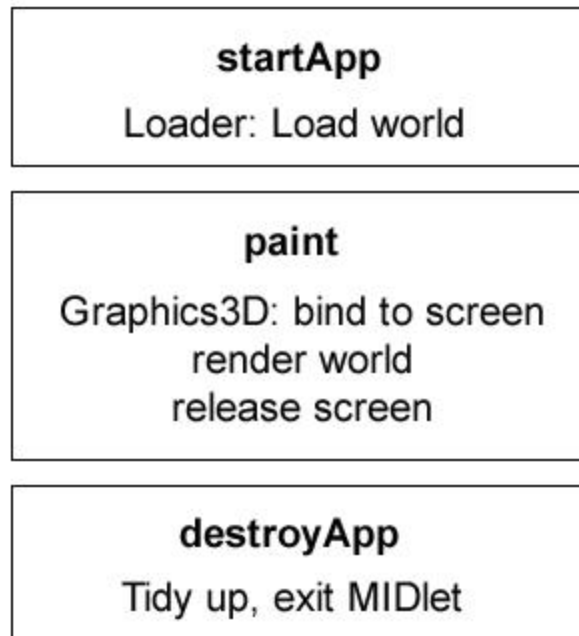 startApp
Loader: Load world
paint
Graphics3D: bind to screen
render world
release screen
destroyApp
Tidy up, exit MIDlet